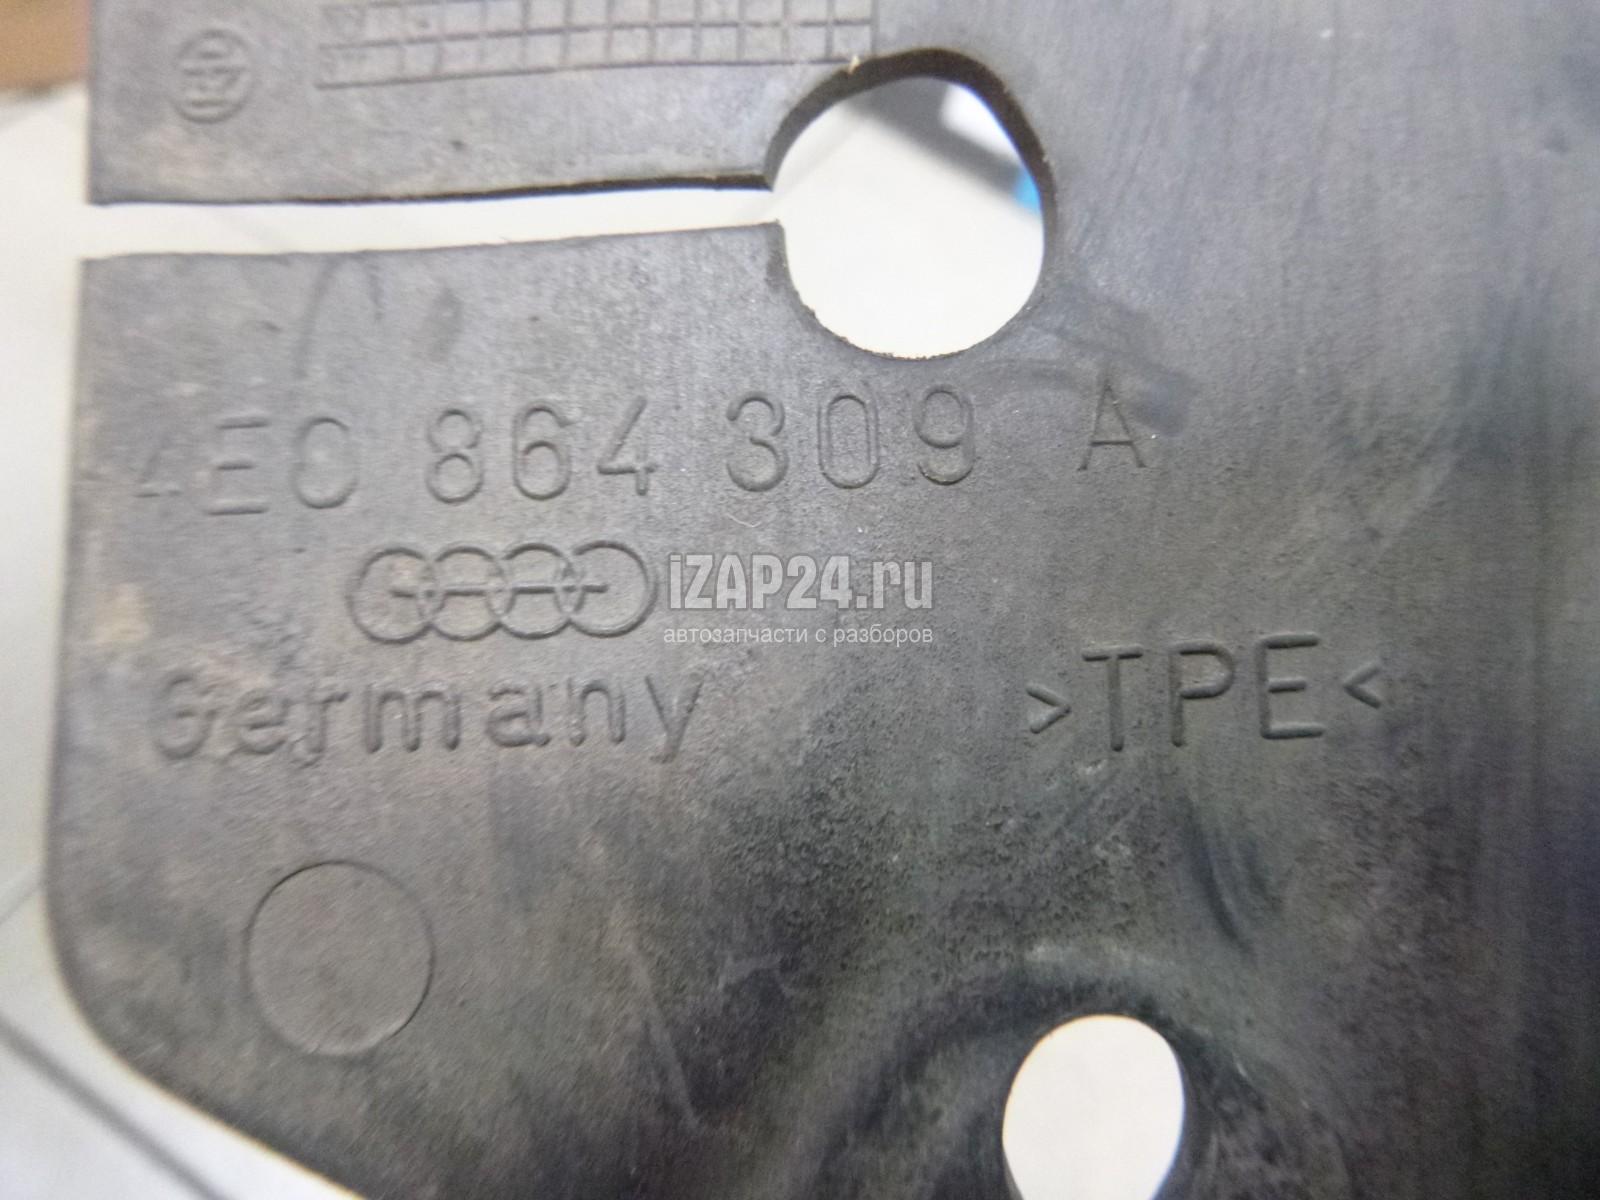 4E0 864 309 A
iZAP24.ru
автозапчасти с разборов
Germany
>TPE<